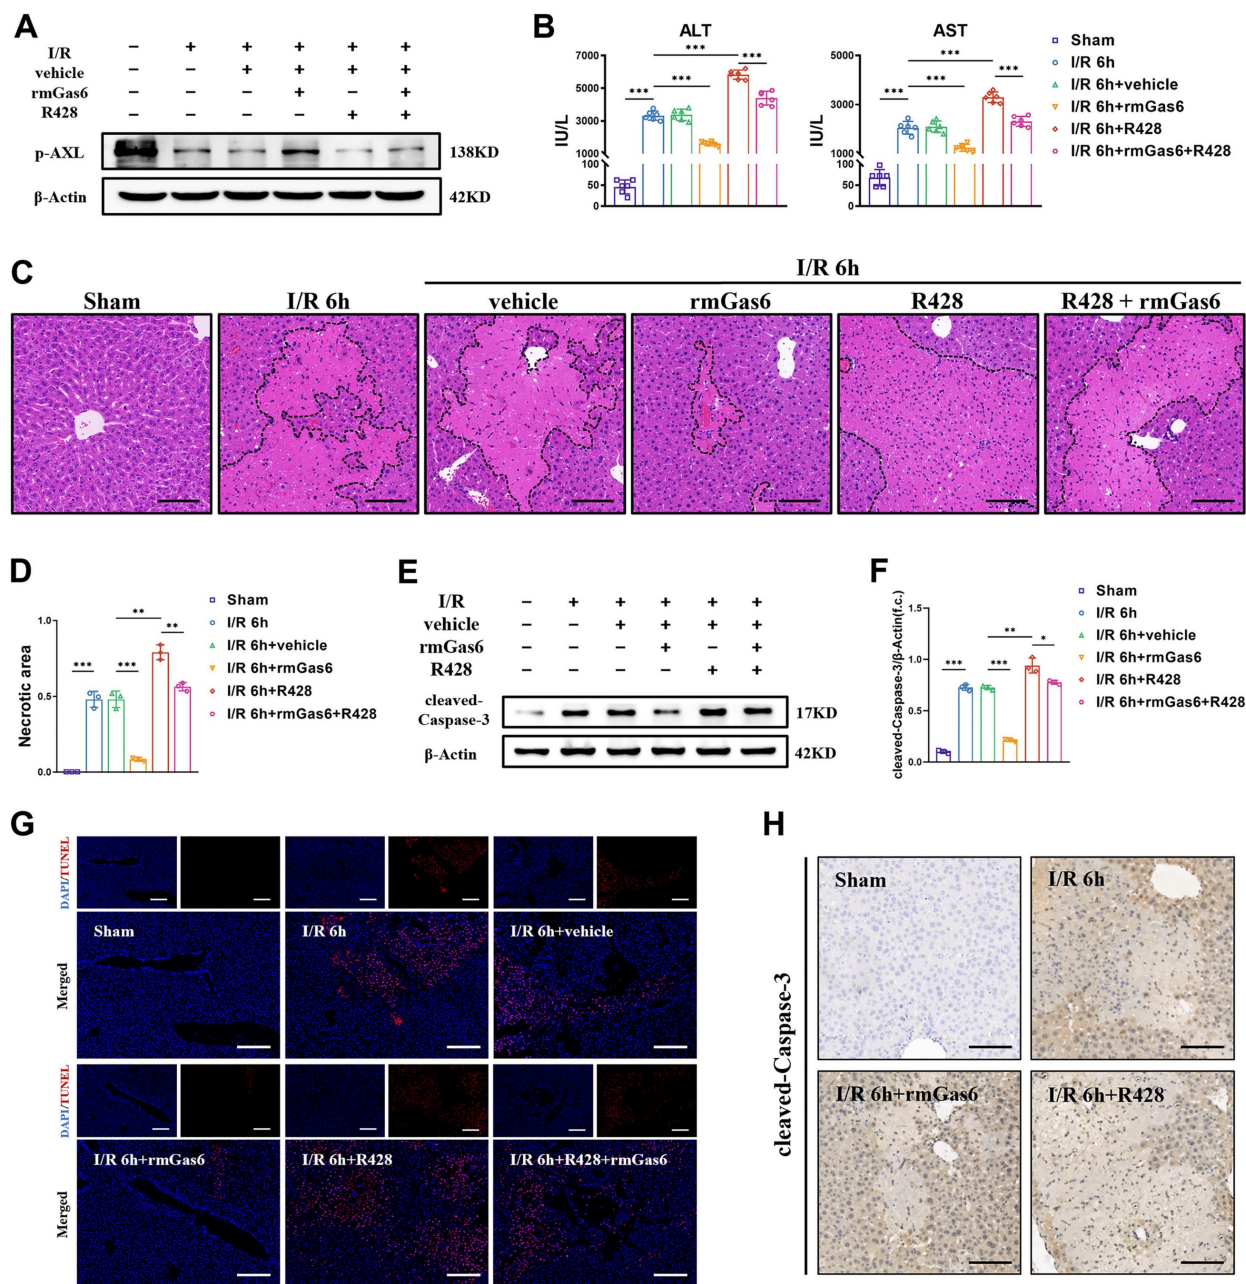 A
I/R – + + + + +
vehicle – – + + + +
rmGas6 – – – + – +
R428 – – – – + +
p-AXL 138KD
β-Actin 42KD
B
ALT
IU/L
7000
5000
3000
1000
100
50
0
***
***
***
***
AST
5000
3000
1000
100
50
0
***
***
***
***
Sham
I/R 6h
I/R 6h+vehicle
I/R 6h+rmGas6
I/R 6h+R428
I/R 6h+rmGas6+R428
C
I/R 6h
Sham I/R 6h vehicle rmGas6 R428 R428 + rmGas6
D
Necrotic area
1.0
0.5
0.0
***
***
**
**
Sham
I/R 6h
I/R 6h+vehicle
I/R 6h+rmGas6
I/R 6h+R428
I/R 6h+rmGas6+R428
E
I/R – + + + + +
vehicle – – + + + +
rmGas6 – – – + – +
R428 – – – – + +
cleaved-
Caspase-3 17KD
β-Actin 42KD
F
cleaved-Caspase-3/β-Actin(f.c.)
1.5
1.0
0.5
0.0
***
***
**
*
Sham
I/R 6h
I/R 6h+vehicle
I/R 6h+rmGas6
I/R 6h+R428
I/R 6h+rmGas6+R428
G
DAPI/TUNEL
Merged
Sham I/R 6h I/R 6h+vehicle
DAPI/TUNEL
Merged
I/R 6h+rmGas6 I/R 6h+R428 I/R 6h+R428+rmGas6
H
cleaved-Caspase-3
Sham I/R 6h
I/R 6h+rmGas6 I/R 6h+R428